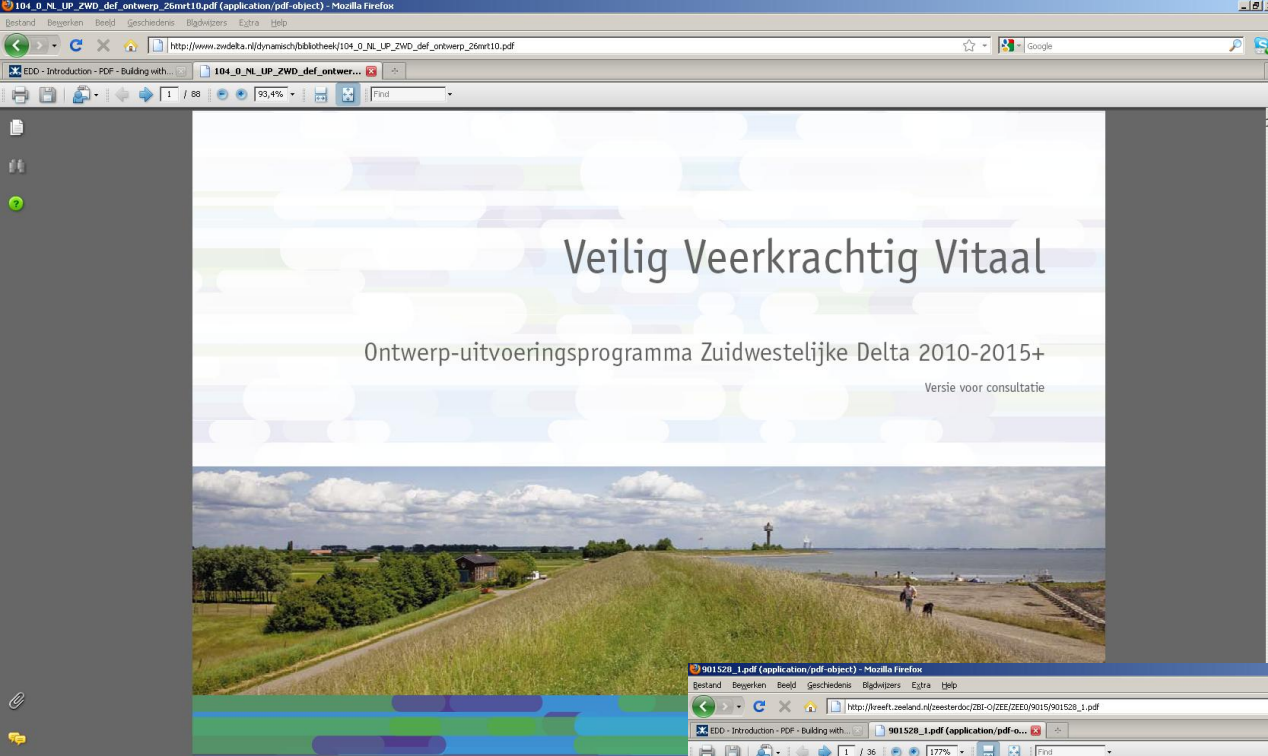 104_0_NL_UP_ZWD_def_ontwerp_26mrt10.pdf (application/pdf-object) - Mozilla Firefox
Bestand Bewerken Beeld Geschiedenis Bladwijzers Extra Help
http://www.zwdelta.nl/dynamisch/bibliotheek/104_0_NL_UP_ZWD_def_ontwerp_26mrt10.pdf
Google
EDD - Introduction - PDF - Building with...
104_0_NL_UP_ZWD_def_ontwer...
1 / 88 93,4% Find
Veilig Veerkrachtig Vitaal
Ontwerp-uitvoeringsprogramma Zuidwestelijke Delta 2010-2015+
Versie voor consultatie
901528_1.pdf (application/pdf-object) - Mozilla Firefox
Bestand Bewerken Beeld Geschiedenis Bladwijzers Extra Help
http://kreeft.zeeland.nl/zeesterdoc/ZBI-O/ZEE/ZEE0/9015/901528_1.pdf
EDD - Introduction - PDF - Building with...
901528_1.pdf (application/pdf-o...
1 / 36 177% Find